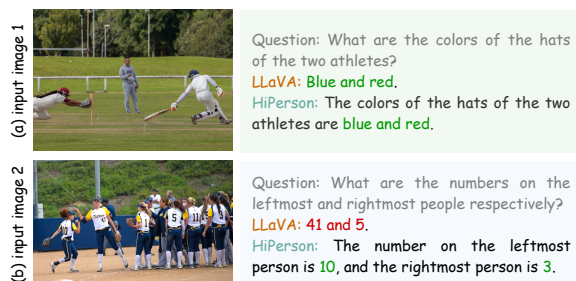 (a) input image 1
Question: What are the colors of the hats
of the two athletes?
LLaVA: Blue and red.
HiPerson: The colors of the hats of the two
athletes are blue and red.
(b) input image 2
Question: What are the numbers on the
leftmost and rightmost people respectively?
LLaVA: 41 and 5.
HiPerson: The number on the leftmost
person is 10, and the rightmost person is 3.